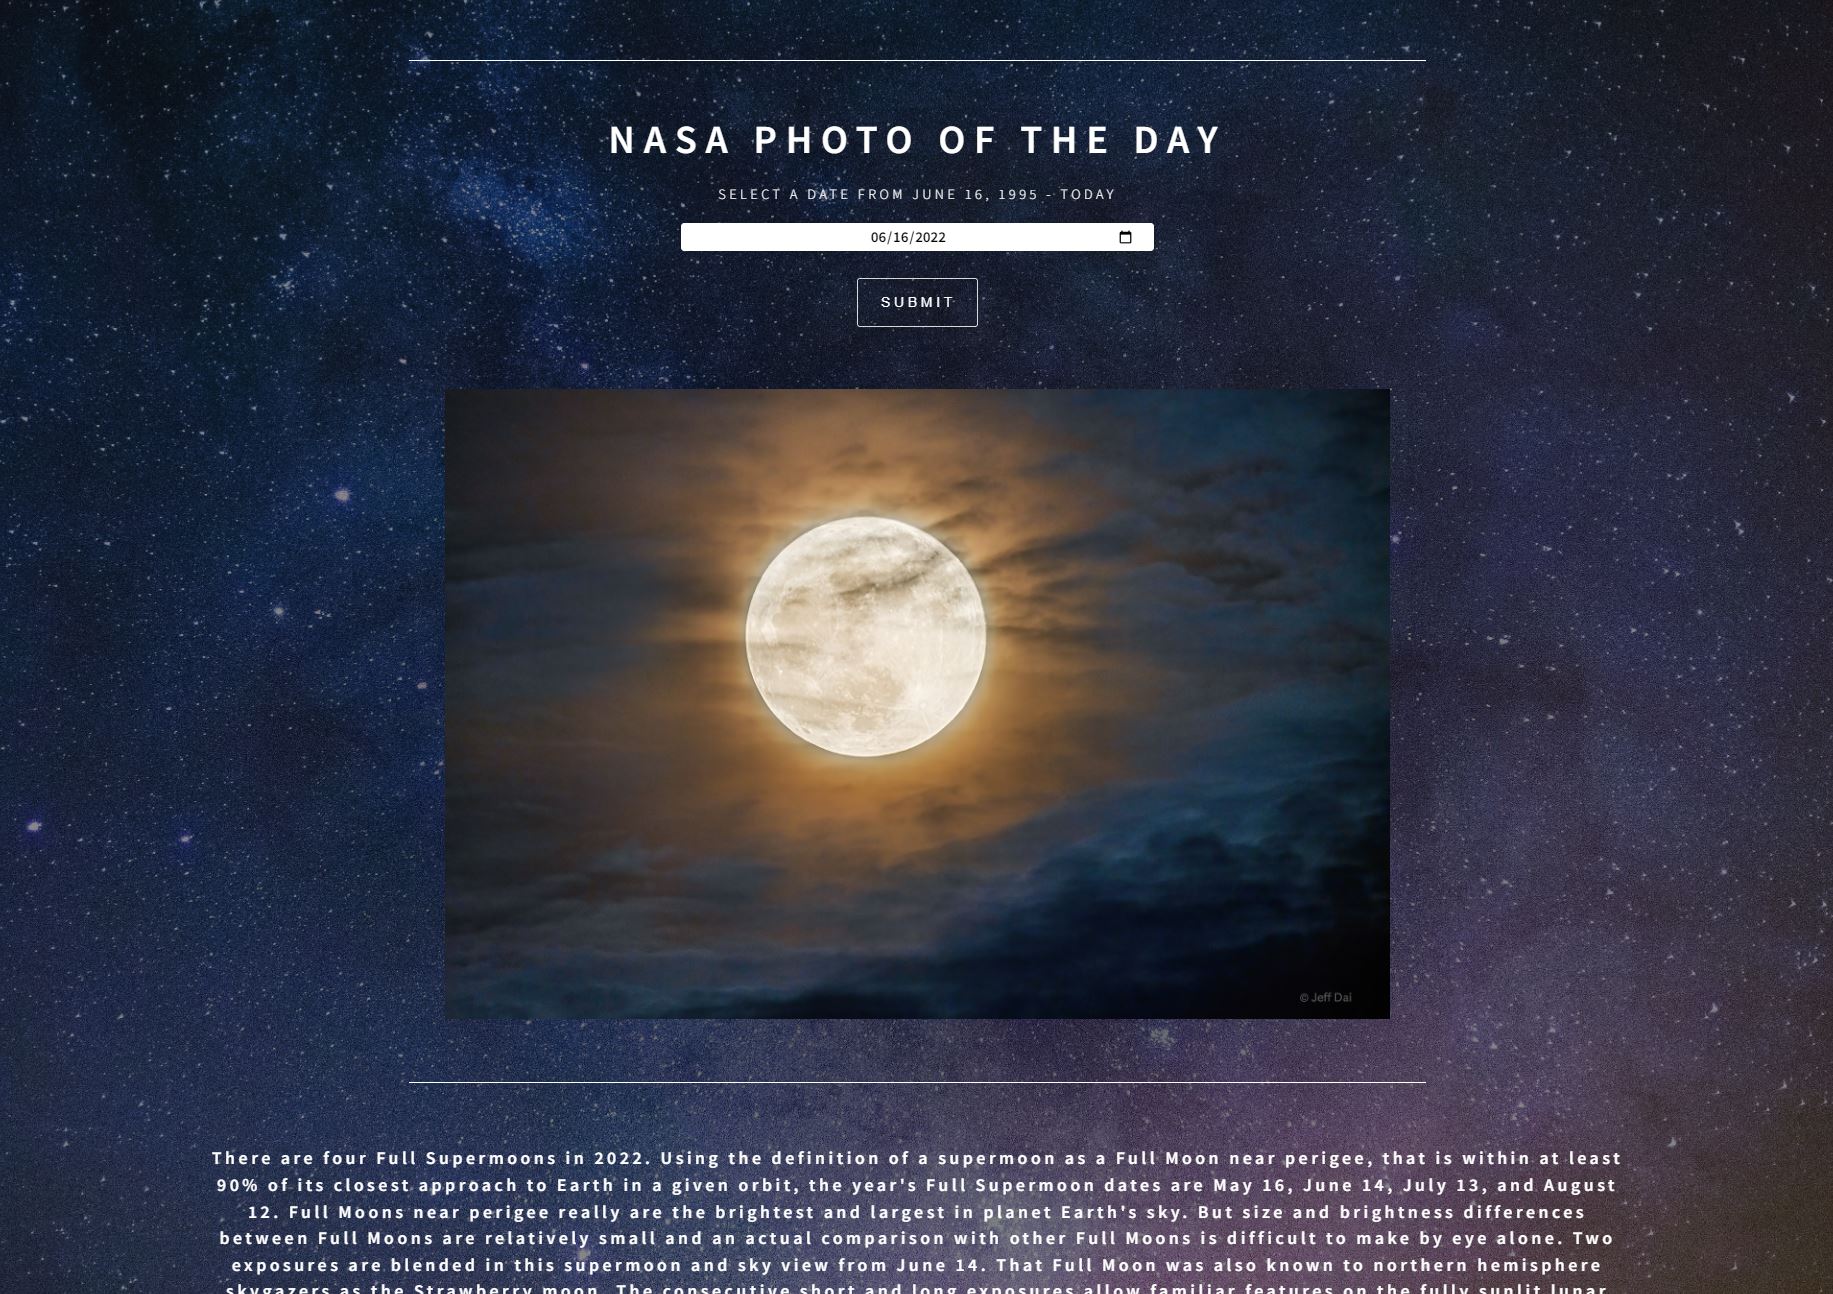 NASA PHOTO OF THE DAY
SELECT A DATE FROM JUNE 16, 1995 - TODAY
06/16/2022
SUBMIT
© Jeff Dai
There are four Full Supermoons in 2022. Using the definition of a supermoon as a Full Moon near perigee, that is within at least
90% of its closest approach to Earth in a given orbit, the year's Full Supermoon dates are May 16, June 14, July 13, and August
12. Full Moons near perigee really are the brightest and largest in planet Earth's sky. But size and brightness differences
between Full Moons are relatively small and an actual comparison with other Full Moons is difficult to make by eye alone. Two
exposures are blended in this supermoon and sky view from June 14. That Full Moon was also known to northern hemisphere
skygazers as the Strawberry moon. The consecutive short and long exposures allow familiar features on the fully sunlit lunar